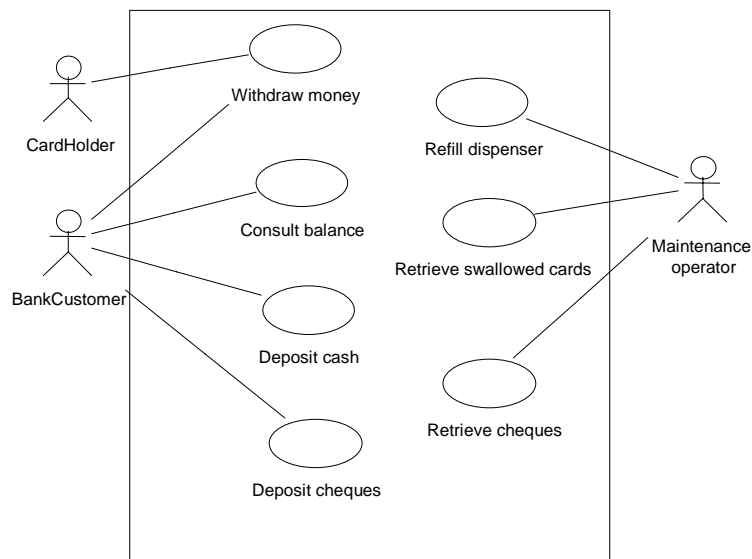 Withdraw money
CardHolder
Refill dispenser
Consult balance
Retrieve swallowed cards
Maintenance
operator
BankCustomer
Deposit cash
Retrieve cheques
Deposit cheques